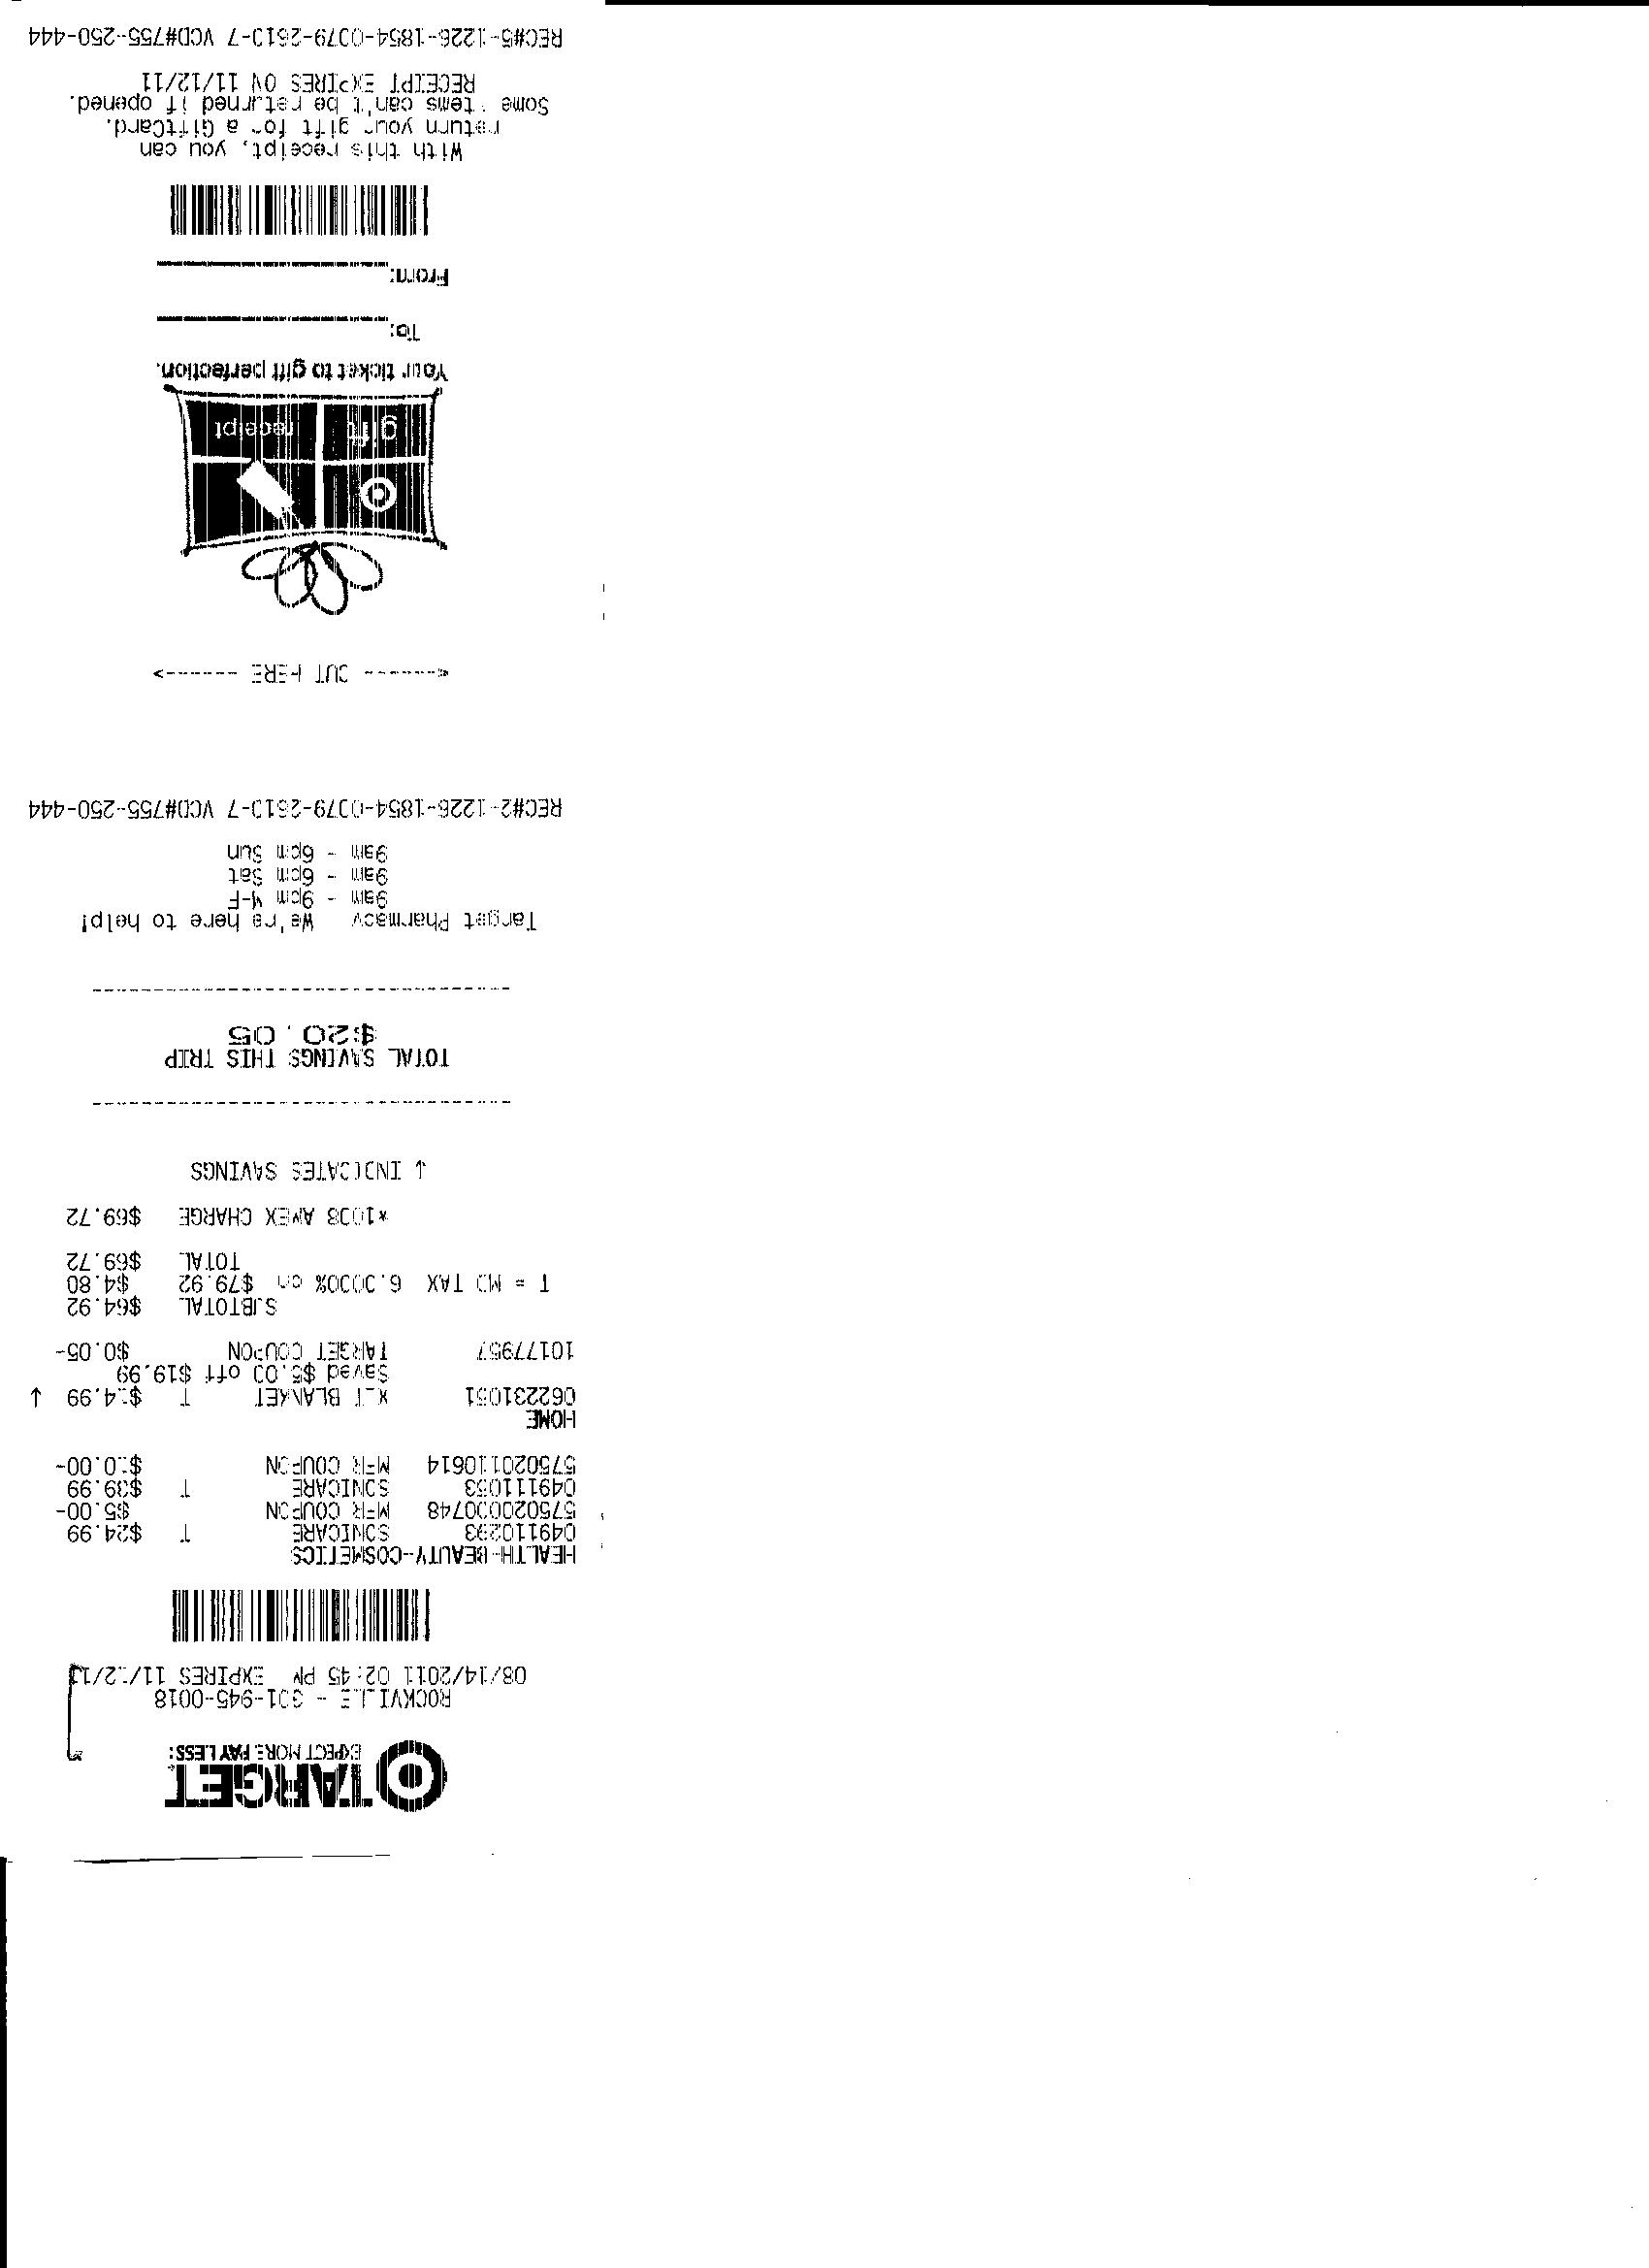 TARGET
EXPECT MORE. PAY LESS.
ROCKVILLE - 301-945-0018
08/14/2011 02:45 PM EXPIRES 11/12/11
HEALTH-BEAUTY-COSMETICS
049110293 SONICARE T $24.99
575020000748 MFR COUPON $5.00-
049111053 SONICARE T $39.99
575020110614 MFR COUPON $10.00-
HOME
062231051 BLANKET T $14.99 ↓
Saved $5.00 off $19.99
10177957 TARGET COUPON $0.05-
SUBTOTAL $64.92
T = MD TAX 6.0000% on $79.92 $4.80
TOTAL $69.72
*1008 AMEX CHARGE $69.72
↓ INDICATES SAVINGS
TOTAL SAVINGS THIS TRIP
$20.05
Target Pharmacy We're here to help!
9am - 9pm M-F
9am - 6pm Sat
9am - 6pm Sun
REC#2-1226-1854-0079-2610-7 VCD#755-250-444
<------- CUT HERE ------->
gift receipt
Your ticket to gift perfection.
To:
From:
With this receipt, you can
return your gift for a GiftCard.
Some items can't be returned if opened.
RECEIPT EXPIRES ON 11/12/11
REC#5-1226-1854-0079-2610-7 VCD#755-250-444